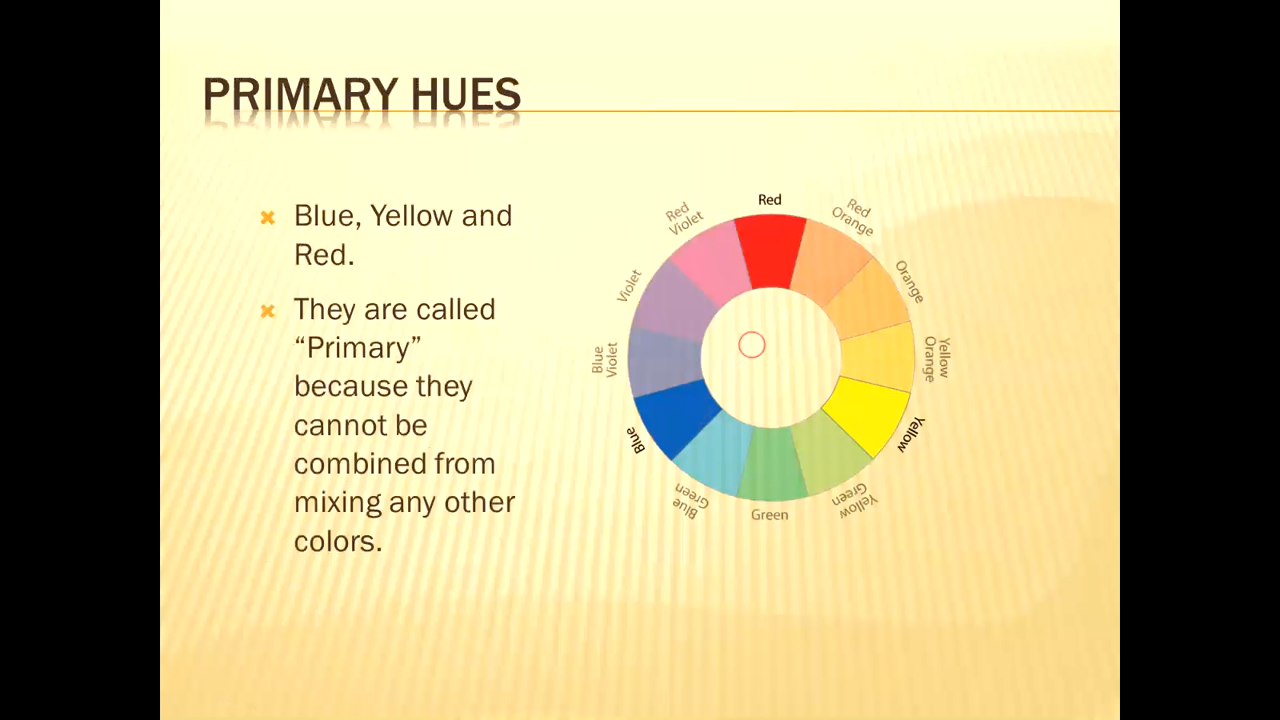 PRIMARY HUES
Blue, Yellow and
Red.
They are called
“Primary”
because they
cannot be
combined from
mixing any other
colors.
Red
Red
Orange
Orange
Yellow
Orange
Yellow
Yellow
Green
Green
Blue
Green
Blue
Blue
Violet
Violet
Red
Violet